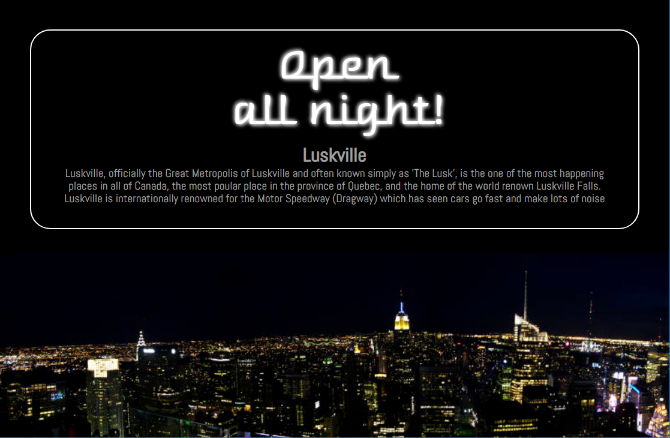 Open
all night!
Luskville
Luskville, officially the Great Metropolis of Luskville and often known simply as 'The Lusk', is the one of the most happening
places in all of Canada, the most poular place in the province of Quebec, and the home of the world renown Luskville Falls.
Luskville is internationally renowned for the Motor Speedway (Dragway) which has seen cars go fast and make lots of noise